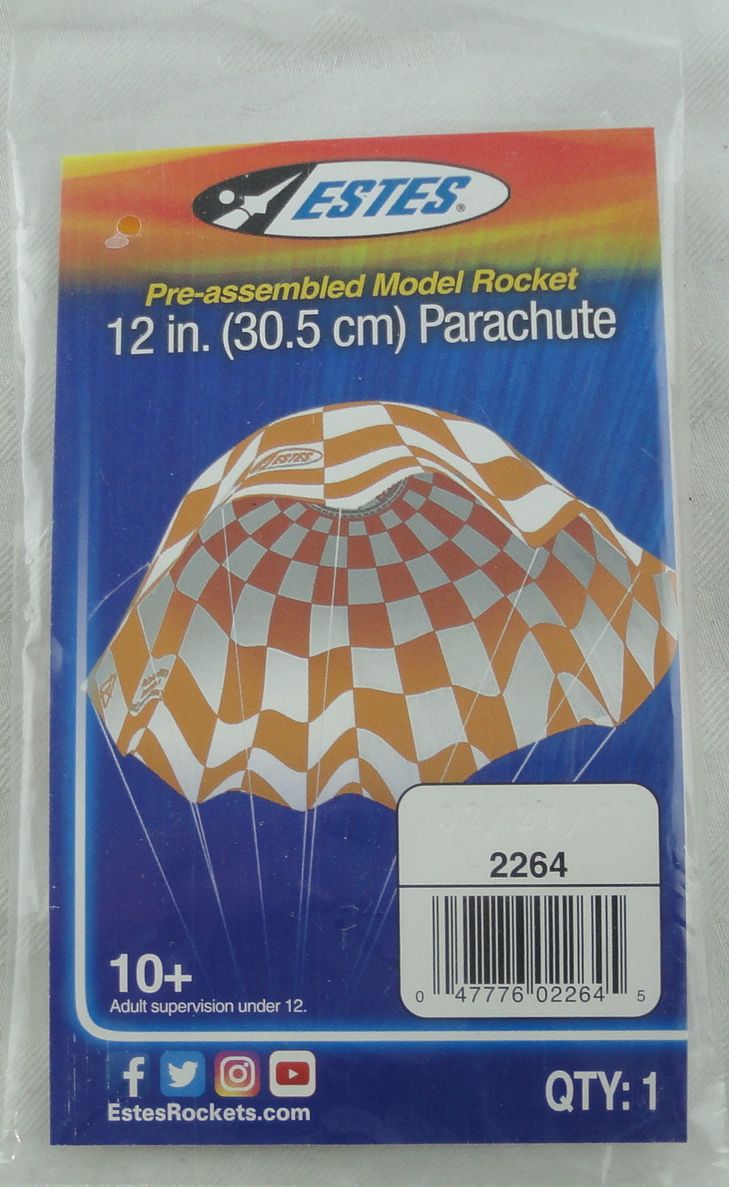 ESTES®
Pre-assembled Model Rocket
12 in. (30.5 cm) Parachute
ESTES
2264
0 47776 02264 5
10+
Adult supervision under 12.
EstesRockets.com
QTY: 1